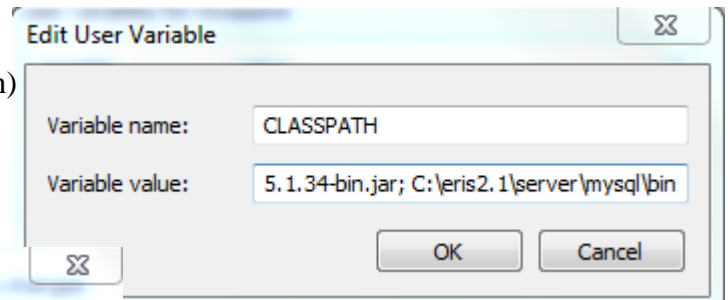 Edit User Variable
n)
Variable name: CLASSPATH
Variable value: 5.1.34-bin.jar; C:\eris2.1\server\mysql\bin
OK Cancel